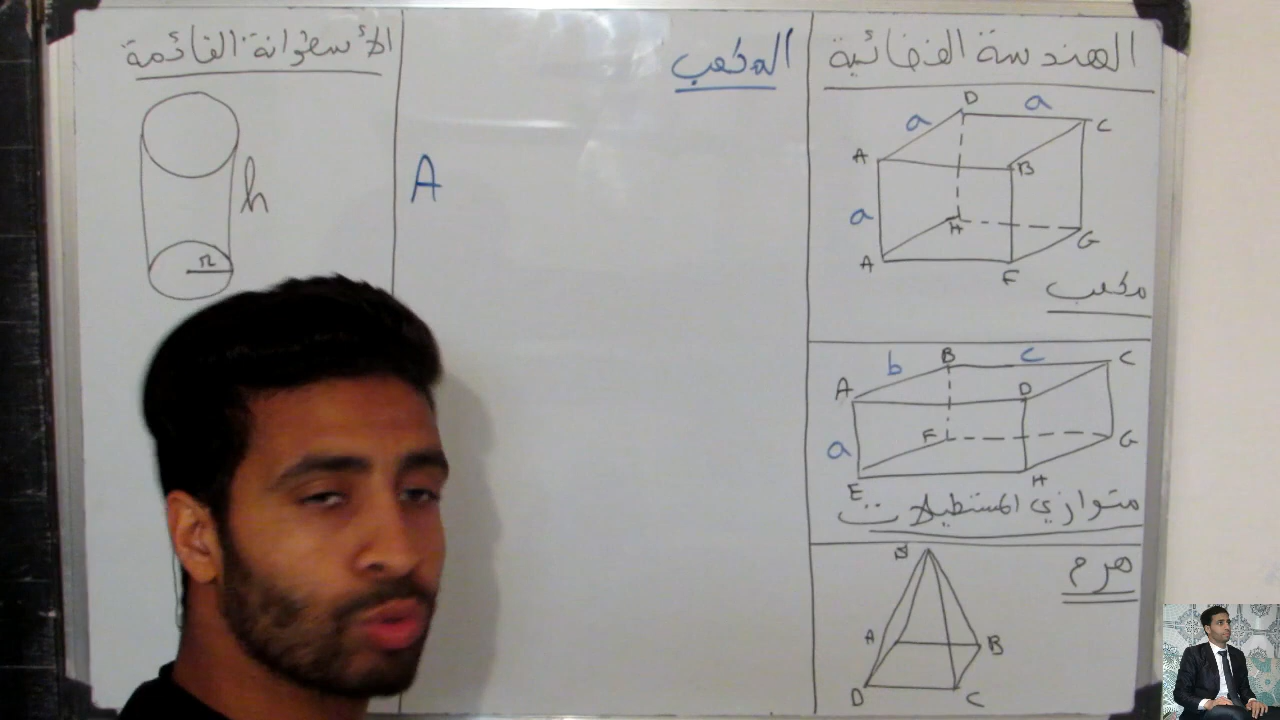 الهندسة الفضائية
D a C
a
A B
a
H G
A F
مكعب
b B c C
A D
a F G
E H
متوازي المستطيلات
هرم
S
A B
D C
المكعب
A
الأسطوانة القائمة
h
r